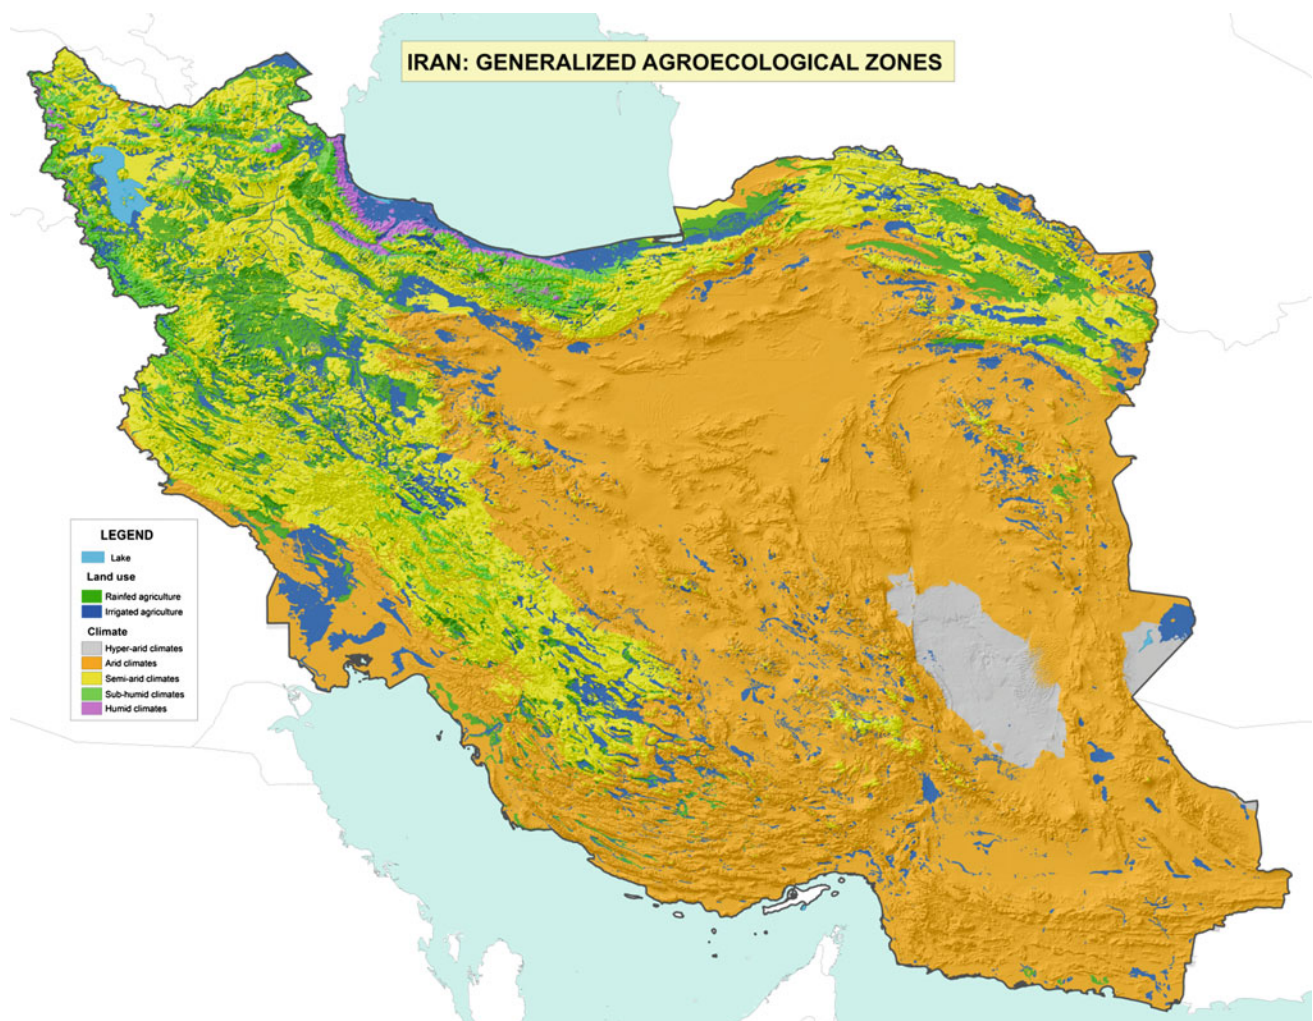 IRAN: GENERALIZED AGROECOLOGICAL ZONES
LEGEND
Lake
Land use
Rainfed agriculture
Irrigated agriculture
Climate
Hyper-arid climates
Arid climates
Semi-arid climates
Sub-humid climates
Humid climates